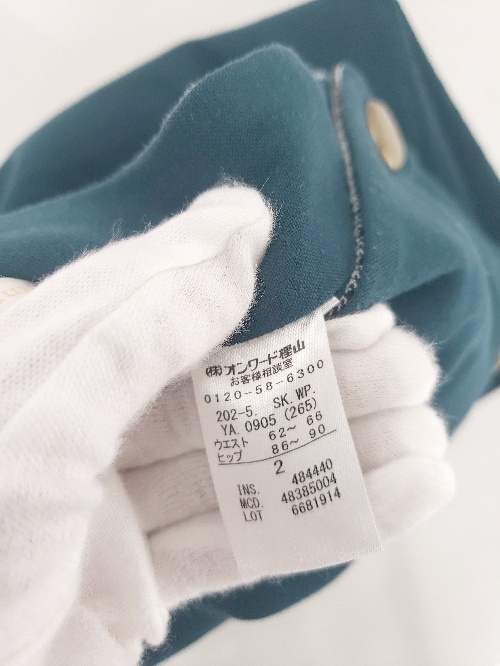 (株)オンワード樫山
お客様相談室
0120-58-6300
202-5. SK.WP.
YA.0905 (265)
ウエスト 62~ 66
ヒップ 86~ 90
2
INS. 484440
MCD. 48385004
LOT 6681914